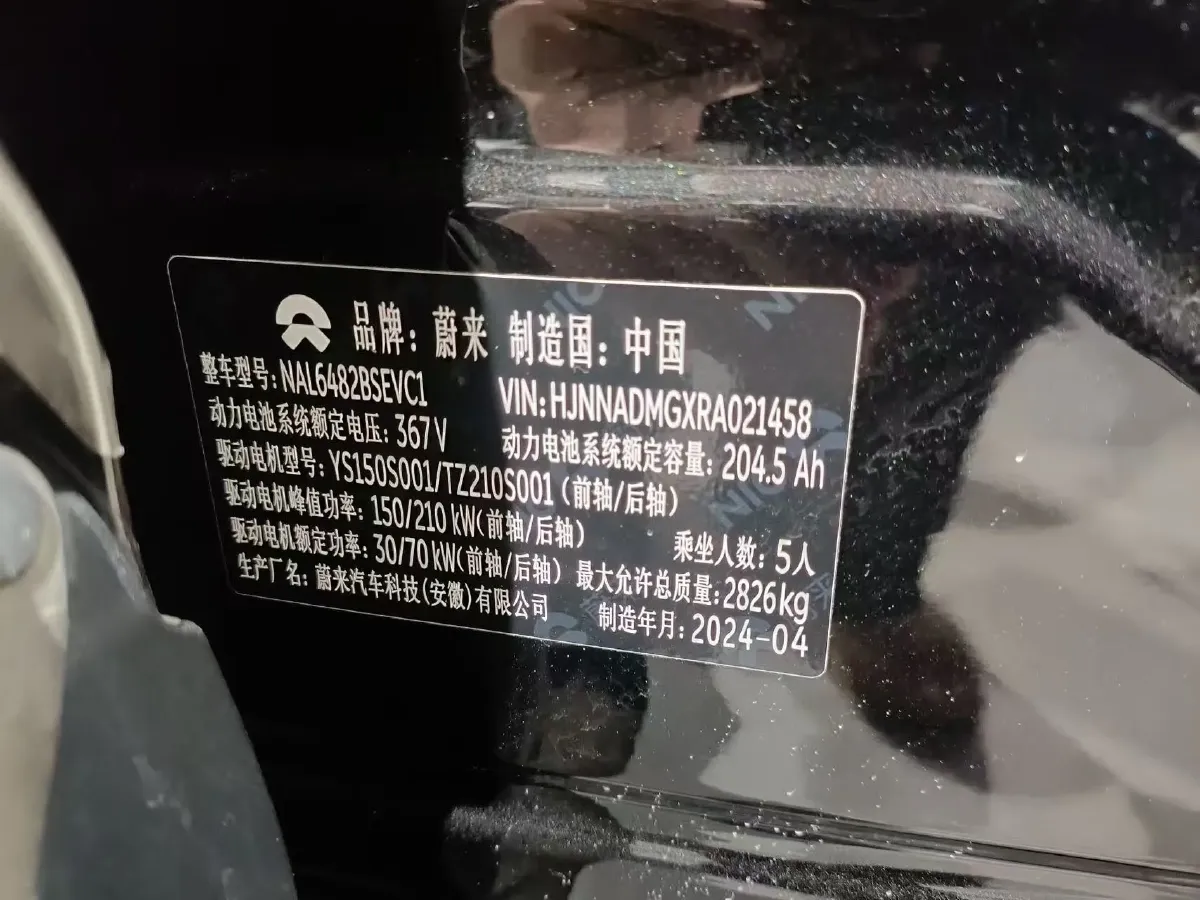 品牌：蔚来 制造国：中国
整车型号：NAL6482BSEVC1 VIN:HJNNADMGXRA021458
动力电池系统额定电压：367V 动力电池系统额定容量：204.5 Ah
驱动电机型号：YS150S001/TZ210S001（前轴/后轴）
驱动电机峰值功率：150/210 kW（前轴/后轴） 乘坐人数：5人
驱动电机额定功率：30/70 kW（前轴/后轴） 最大允许总质量：2826kg
生产厂名：蔚来汽车科技（安徽）有限公司 制造年月：2024-04